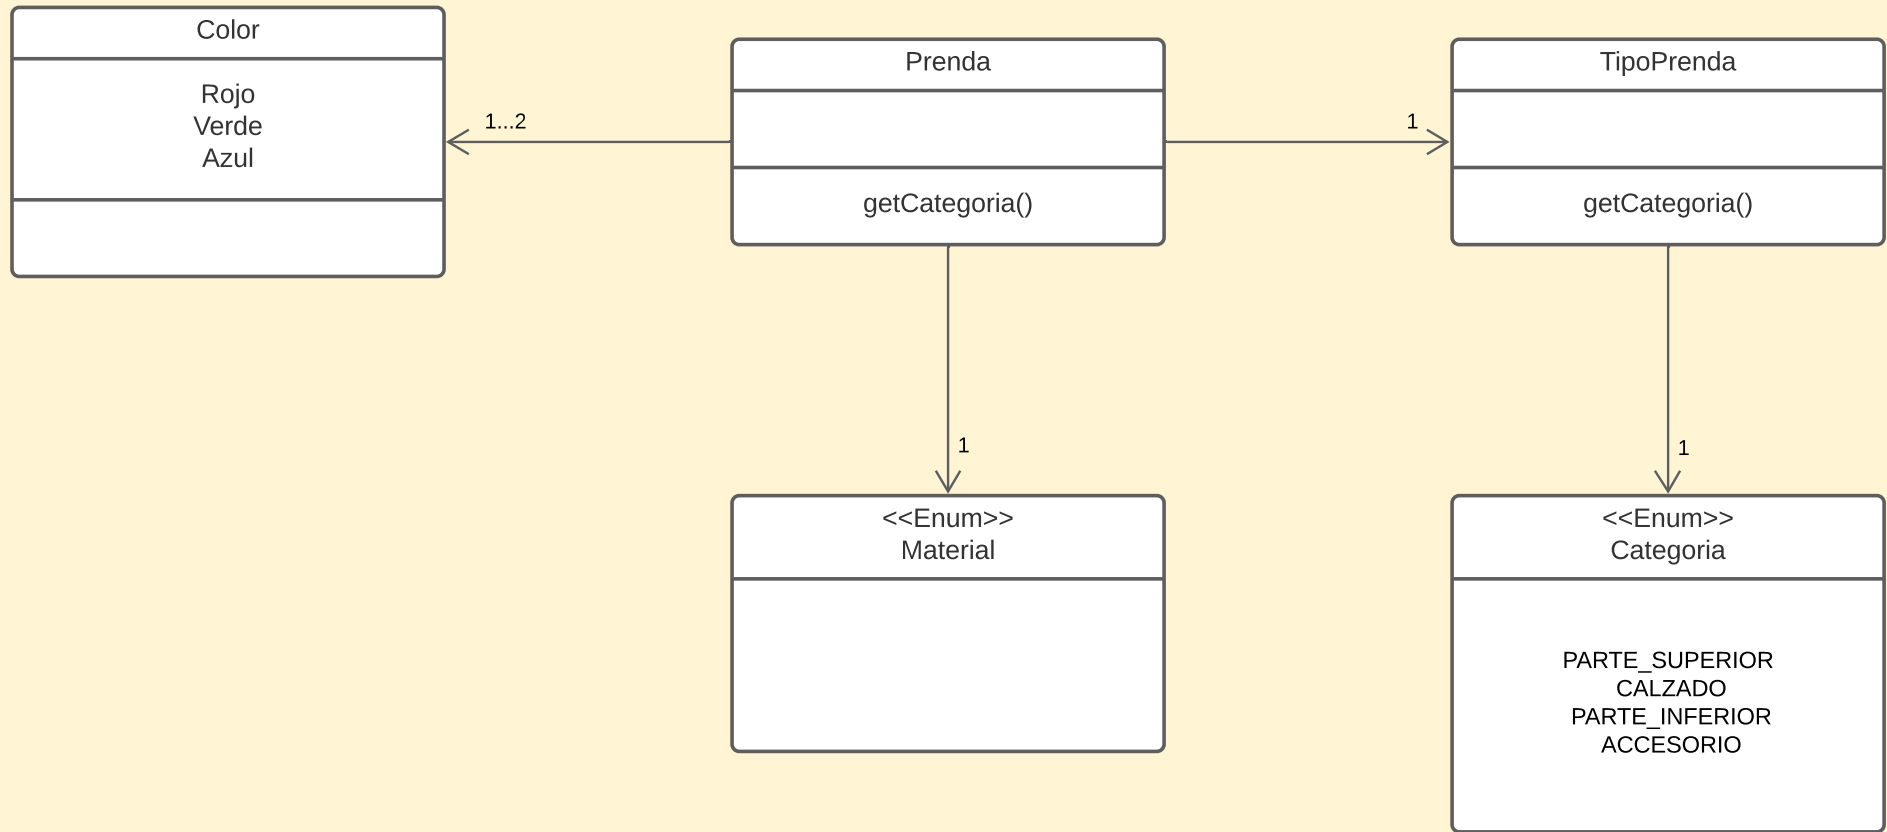 Color
Rojo
Verde
Azul
1...2
Prenda
getCategoria()
1
TipoPrenda
getCategoria()
1
<<Enum>>
Material
1
<<Enum>>
Categoria
PARTE_SUPERIOR
CALZADO
PARTE_INFERIOR
ACCESORIO